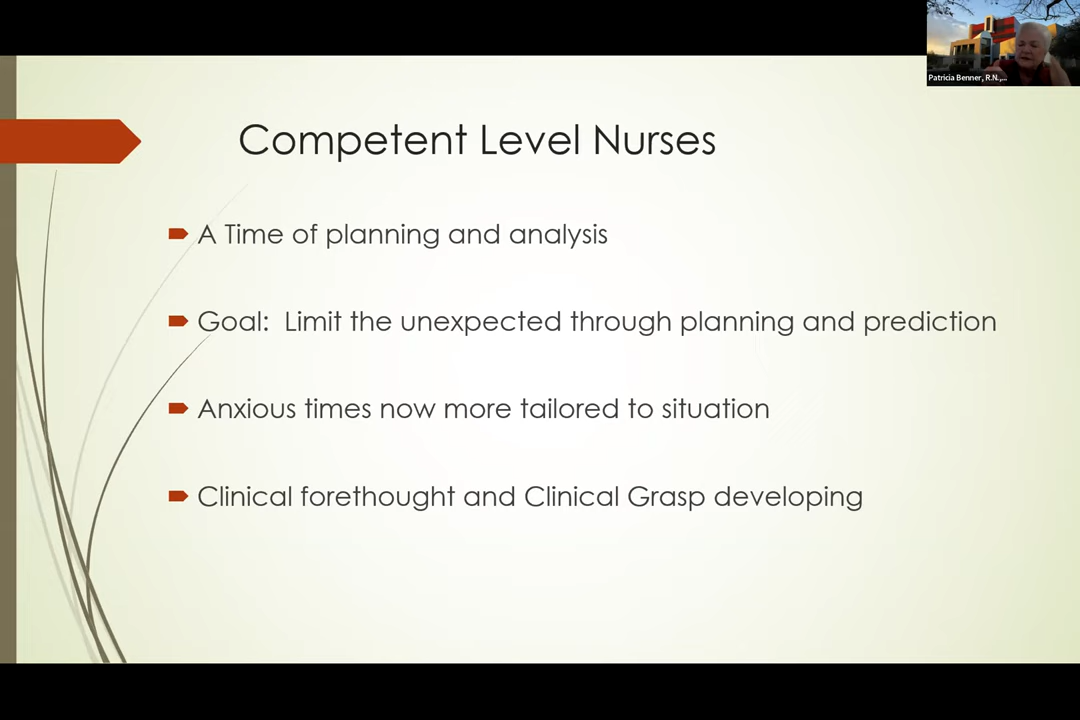 Patricia Benner, R.N.,...
Competent Level Nurses
A Time of planning and analysis
Goal:  Limit the unexpected through planning and prediction
Anxious times now more tailored to situation
Clinical forethought and Clinical Grasp developing